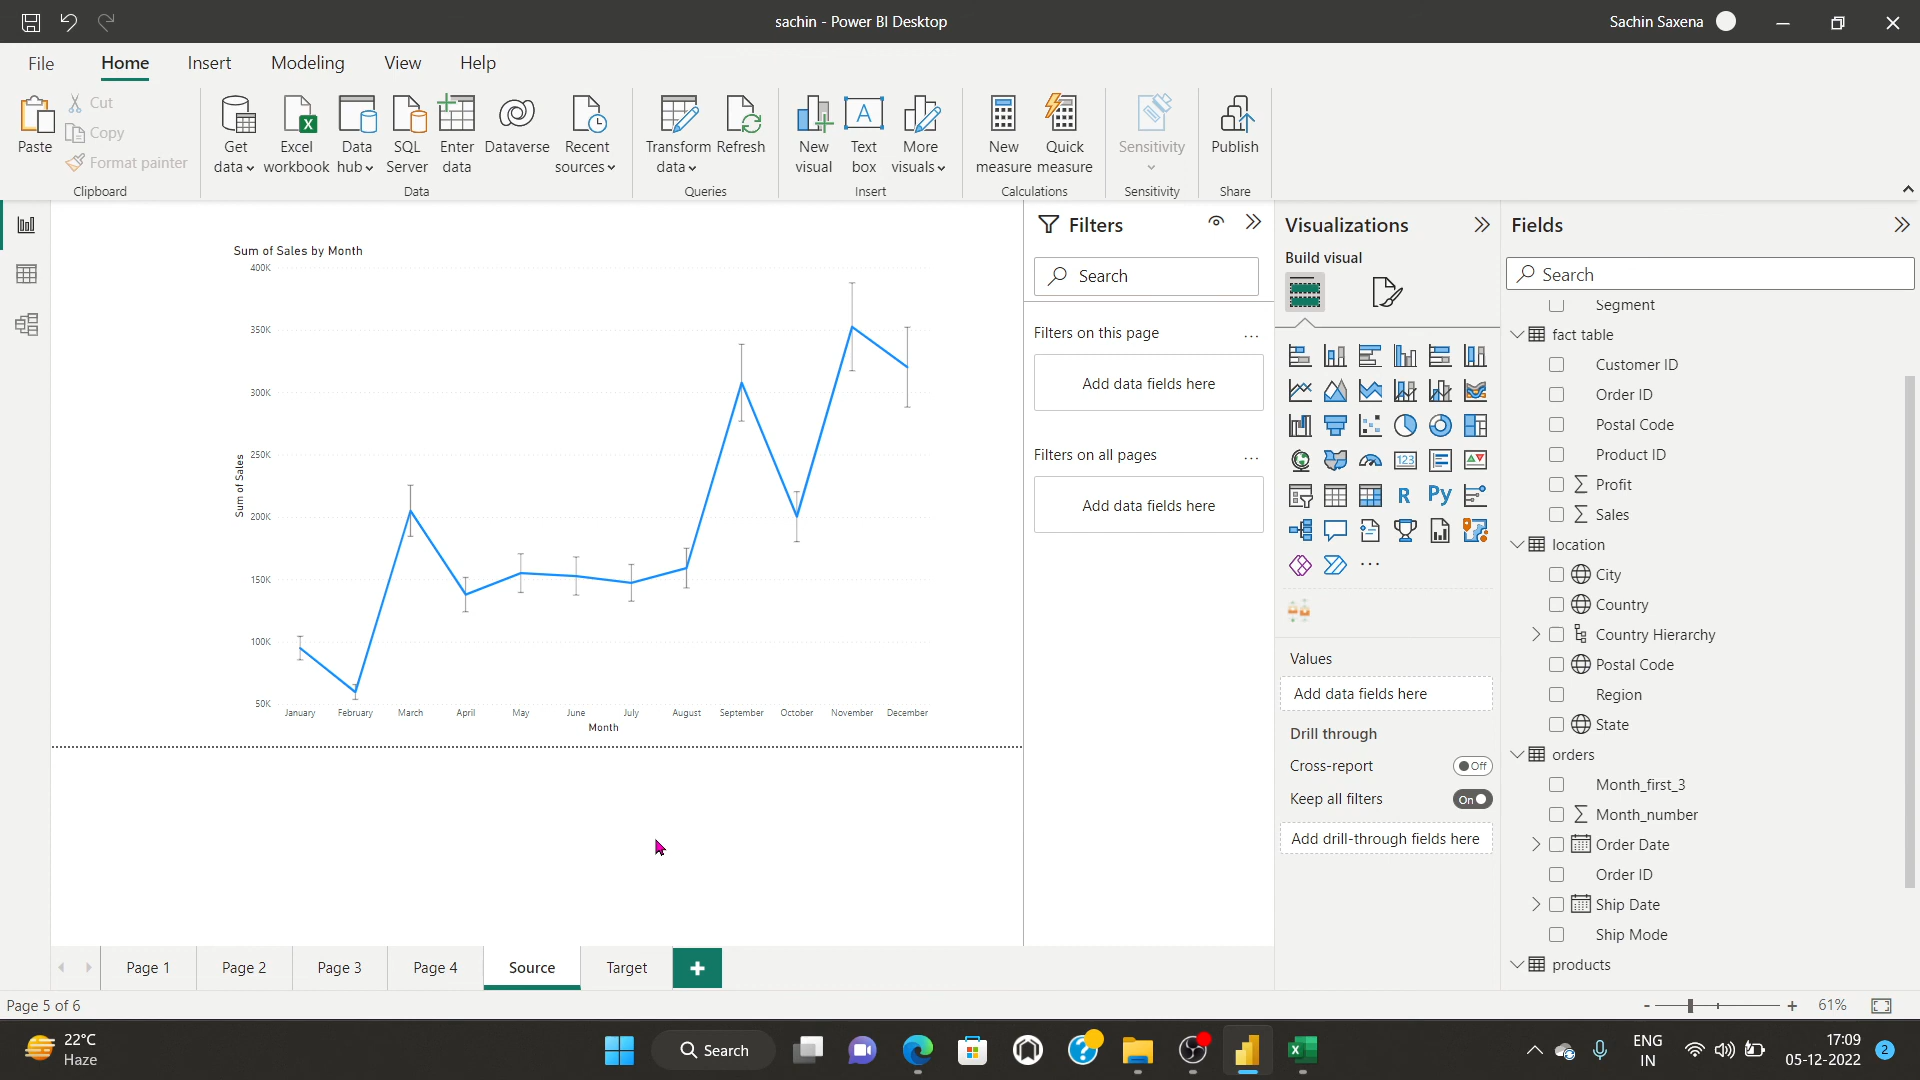 sachin - Power BI Desktop
Sachin Saxena
File
Home
Insert
Modeling
View
Help
Paste
Cut
Copy
Format painter
Clipboard
Get data
Excel workbook
Data hub
SQL Server
Enter data
Dataverse
Recent sources
Data
Transform data
Refresh
Queries
New visual
Text box
More visuals
Insert
New measure
Quick measure
Calculations
Sensitivity
Sensitivity
Publish
Share
Sum of Sales by Month
400K
350K
300K
250K
200K
150K
100K
50K
Sum of Sales
January
February
March
April
May
June
July
August
September
October
November
December
Month
Filters
Search
Filters on this page
...
Add data fields here
Filters on all pages
...
Add data fields here
Visualizations
Build visual
123
R
Py
...
Values
Add data fields here
Drill through
Cross-report
Off
Keep all filters
On
Add drill-through fields here
Fields
Search
Segment
fact table
Customer ID
Order ID
Postal Code
Product ID
Profit
Sales
location
City
Country
Country Hierarchy
Postal Code
Region
State
orders
Month_first_3
Month_number
Order Date
Order ID
Ship Date
Ship Mode
products
Page 1
Page 2
Page 3
Page 4
Source
Target
Page 5 of 6
61%
22°C
Haze
Search
ENG
IN
17:09
05-12-2022
2